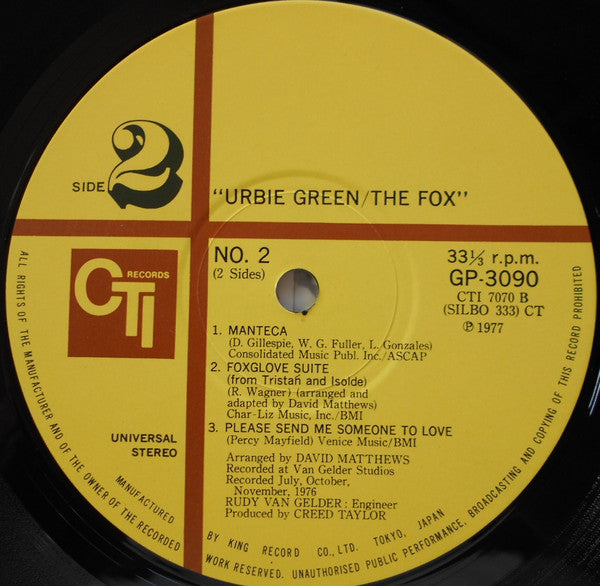 SIDE 2
"URBIE GREEN/THE FOX"
NO. 2
(2 Sides)
33⅓ r.p.m.
GP-3090
CTI 7070 B
(SILBO 333) CT
Ⓟ 1977
CTI RECORDS
UNIVERSAL
STEREO
1. MANTECA
(D. Gillespie, W. G. Fuller, L. Gonzales)
Consolidated Music Publ. Inc./ASCAP
2. FOXGLOVE SUITE
(from Tristan and Isolde)
(R. Wagner) (arranged and
adapted by David Matthews)
Char-Liz Music, Inc./BMI
3. PLEASE SEND ME SOMEONE TO LOVE
(Percy Mayfield) Venice Music/BMI
Arranged by DAVID MATTHEWS
Recorded at Van Gelder Studios
Recorded July, October,
November, 1976
RUDY VAN GELDER : Engineer
Produced by CREED TAYLOR
MANUFACTURED BY KING RECORD CO., LTD. TOKYO, JAPAN
ALL RIGHTS OF THE MANUFACTURER AND OF THE OWNER OF THE RECORDED WORK RESERVED. UNAUTHORISED PUBLIC PERFORMANCE, BROADCASTING AND COPYING OF THIS RECORD PROHIBITED